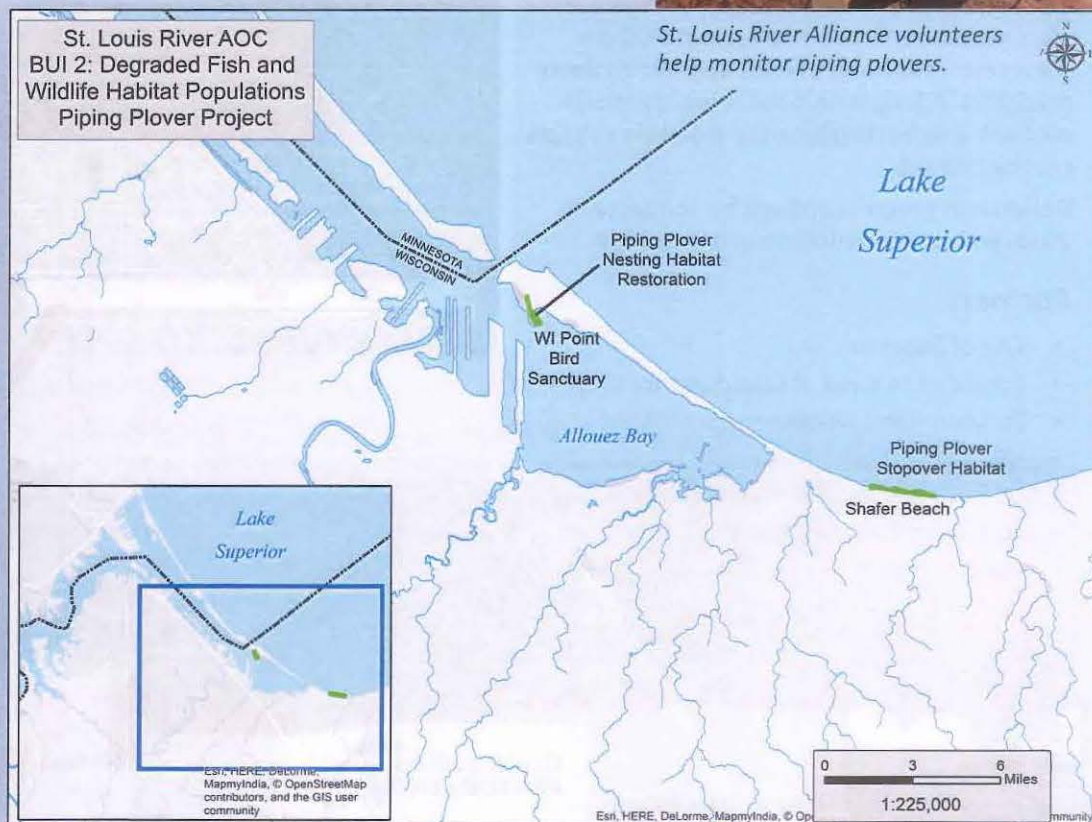 St. Louis River AOC
BUI 2: Degraded Fish and
Wildlife Habitat Populations
Piping Plover Project
St. Louis River Alliance volunteers
help monitor piping plovers.
N
S
Lake
Superior
MINNESOTA
WISCONSIN
Piping Plover
Nesting Habitat
Restoration
WI Point
Bird
Sanctuary
Allouez Bay
Piping Plover
Stopover Habitat
Shafer Beach
Lake
Superior
Esri, HERE, DeLorme,
MapmyIndia, © OpenStreetMap
contributors, and the GIS user
community
0 3 6
Miles
1:225,000
Esri, HERE, DeLorme, MapmyIndia, ©